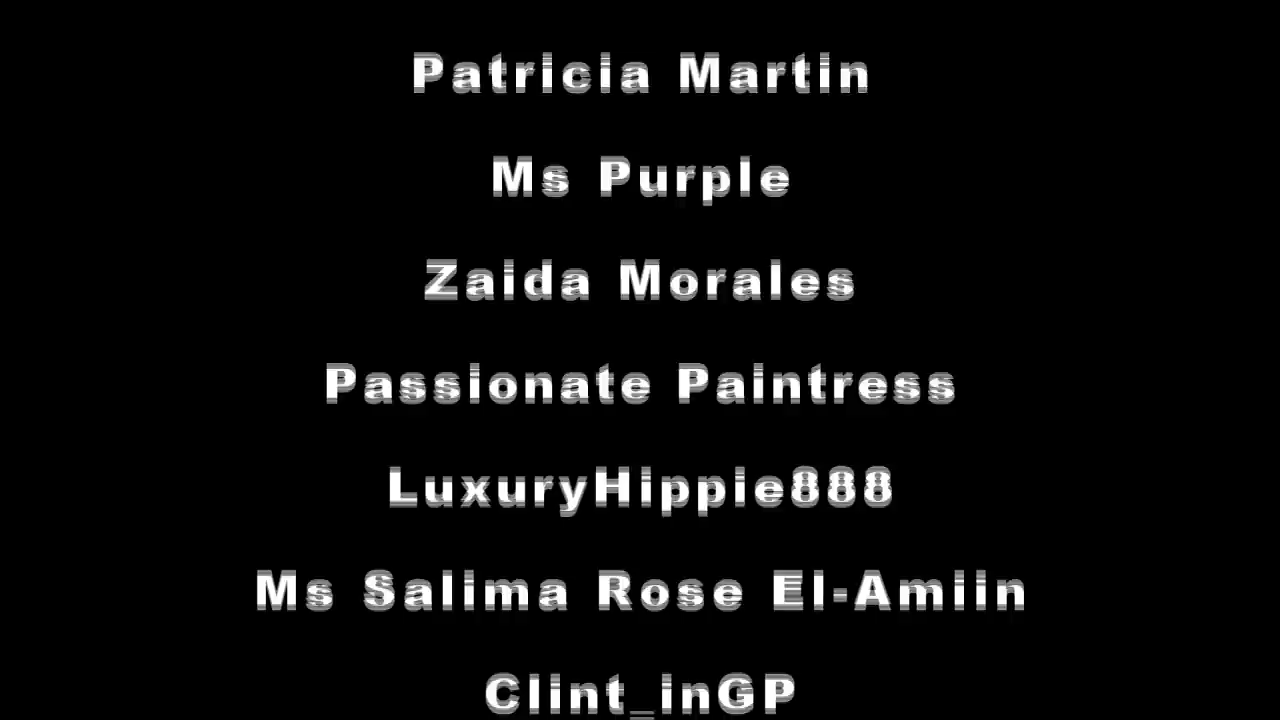 Patricia Martin
Ms Purple
Zaida Morales
Passionate Paintress
LuxuryHippie888
Ms Salima Rose El-Amiin
Clint_inGP